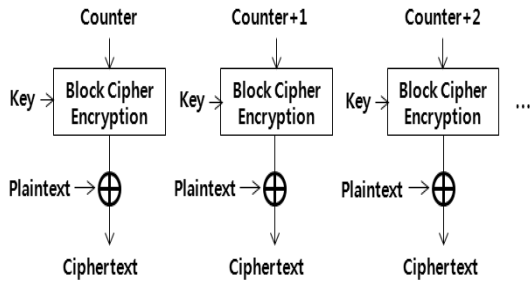 Counter Counter+1 Counter+2
Key Block Cipher Encryption Key Block Cipher Encryption Key Block Cipher Encryption ...
Plaintext Plaintext Plaintext
Ciphertext Ciphertext Ciphertext